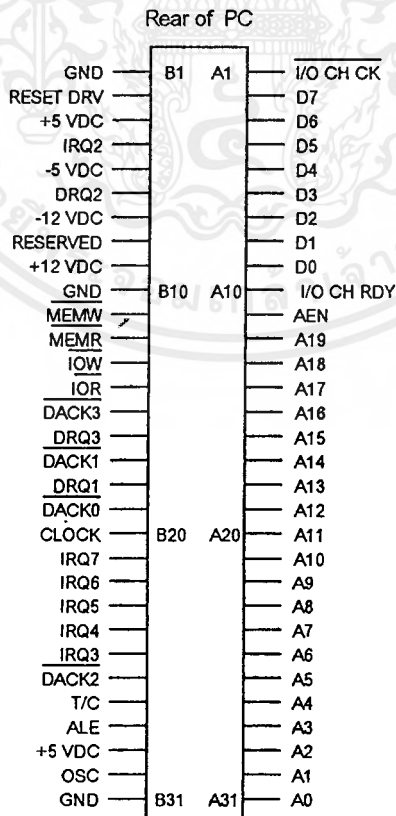 Rear of PC
GND B1 A1 I/O CH CK
RESET DRV D7
+5 VDC D6
IRQ2 D5
-5 VDC D4
DRQ2 D3
-12 VDC D2
RESERVED D1
+12 VDC D0
GND B10 A10 I/O CH RDY
MEMW AEN
MEMR A19
IOW A18
IOR A17
DACK3 A16
DRQ3 A15
DACK1 A14
DRQ1 A13
DACK0 A12
CLOCK B20 A20 A11
IRQ7 A10
IRQ6 A9
IRQ5 A8
IRQ4 A7
IRQ3 A6
DACK2 A5
T/C A4
ALE A3
+5 VDC A2
OSC A1
GND B31 A31 A0